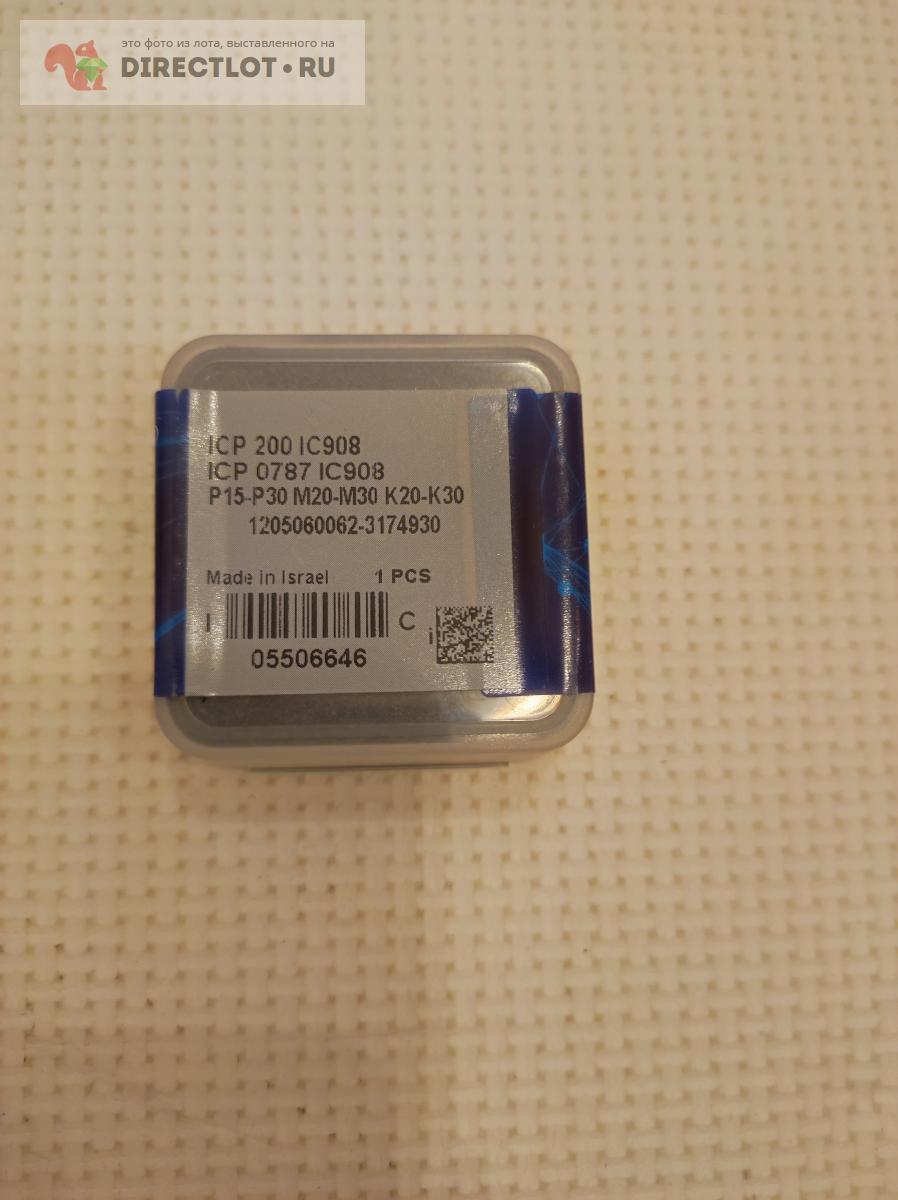 это фото из лота, выставленного на
DIRECTLOT•RU
ICP 200 IC908
ICP 0787 IC908
P15-P30 M20-M30 K20-K30
1205060062-3174930
Made in Israel 1 PCS
I C i
05506646